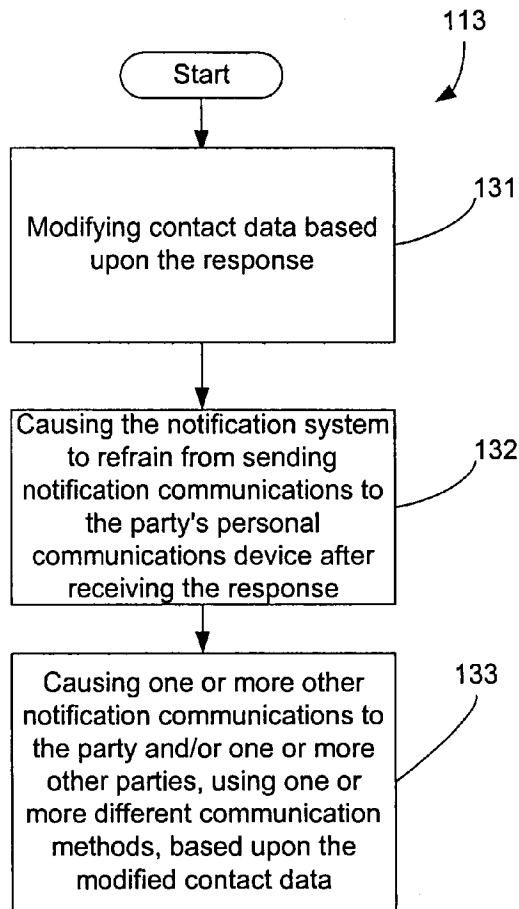 113
Start
131
Modifying contact data based
upon the response
132
Causing the notification system
to refrain from sending
notification communications to
the party's personal
communications device after
receiving the response
133
Causing one or more other
notification communications to
the party and/or one or more
other parties, using one or
more different communication
methods, based upon the
modified contact data